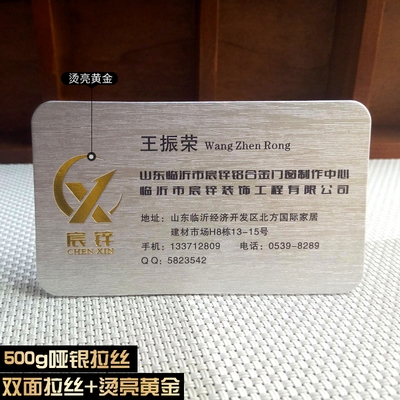 烫亮黄金
王振荣 Wang Zhen Rong
山东临沂市宸锌铝合金门窗制作中心
临沂市宸锌装饰工程有限公司
宸锌
CHEN XIN
地址：山东临沂经济开发区北方国际家居
建材市场H8栋13-15号
手机：133712809 电话：0539-8289
QQ：5823542
500g哑银拉丝
双面拉丝+烫亮黄金